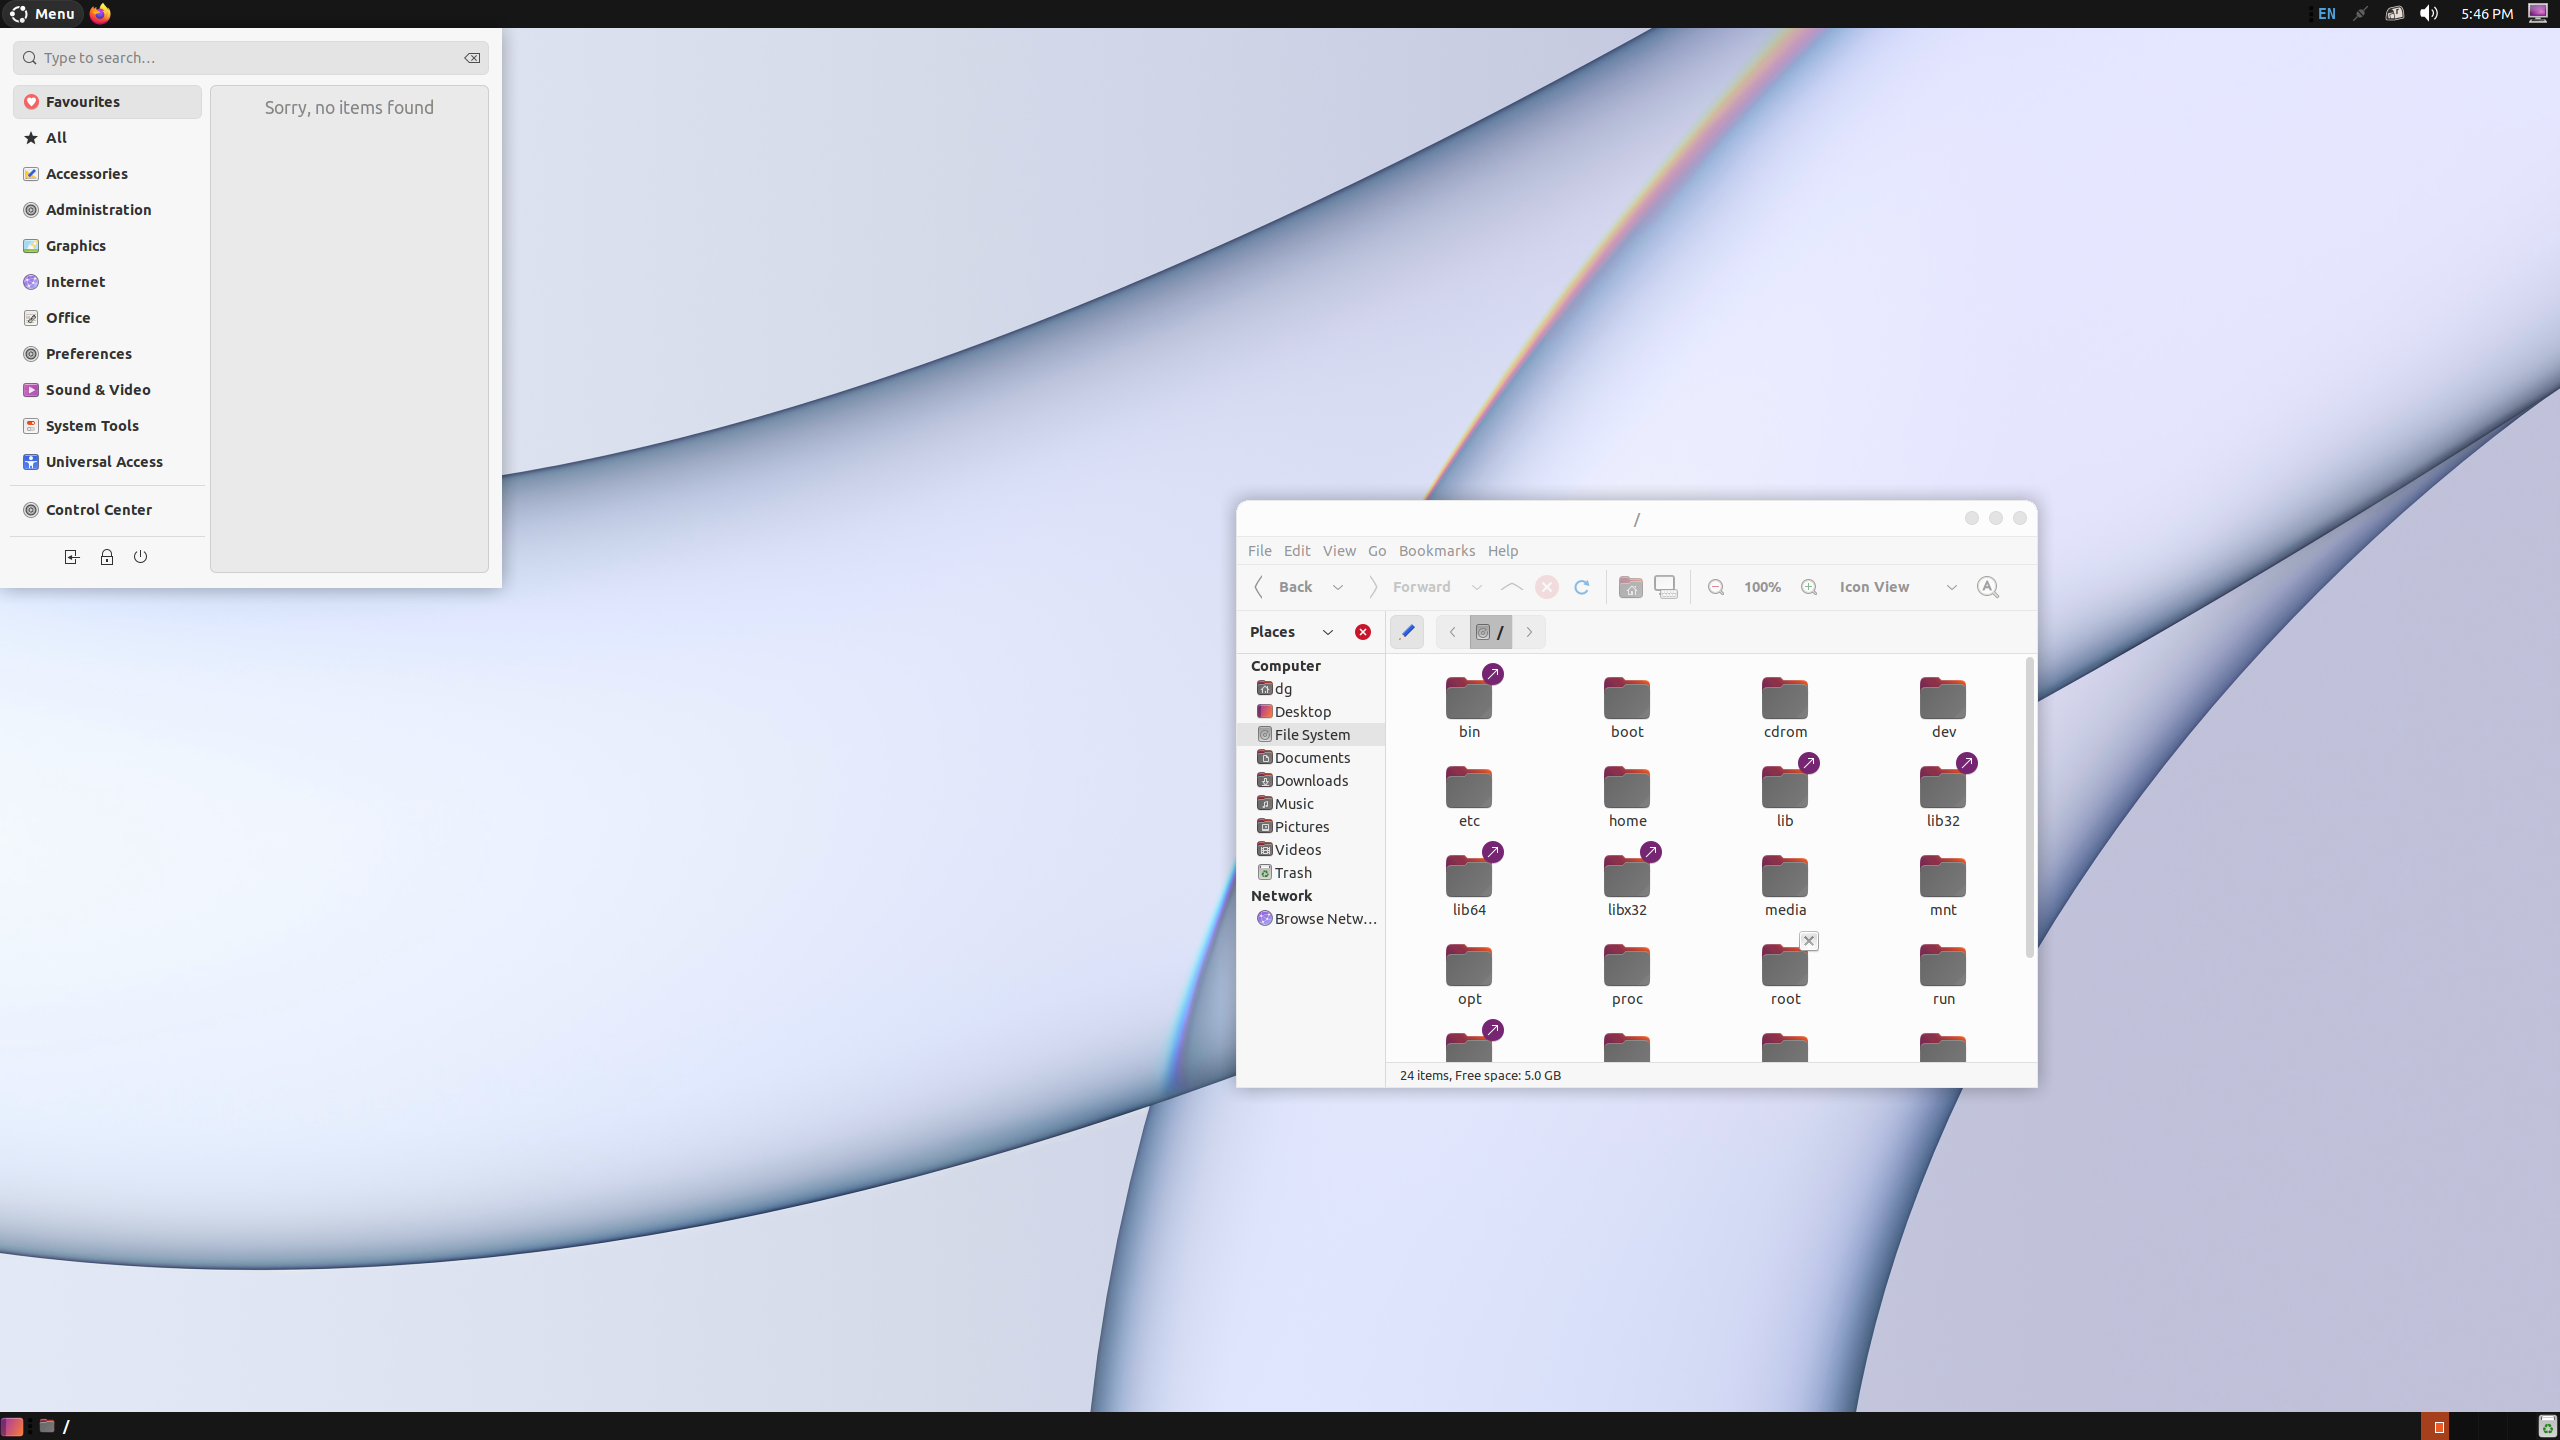 Menu
EN
5:46 PM
Type to search…
Favourites
All
Accessories
Administration
Graphics
Internet
Office
Preferences
Sound & Video
System Tools
Universal Access
Control Center
Sorry, no items found
/
File Edit View Go Bookmarks Help
Back Forward 100% Icon View
Places
/
Computer
dg
Desktop
File System
Documents
Downloads
Music
Pictures
Videos
Trash
Network
Browse Netw…
bin boot cdrom dev
etc home lib lib32
lib64 libx32 media mnt
opt proc root run
24 items, Free space: 5.0 GB
/